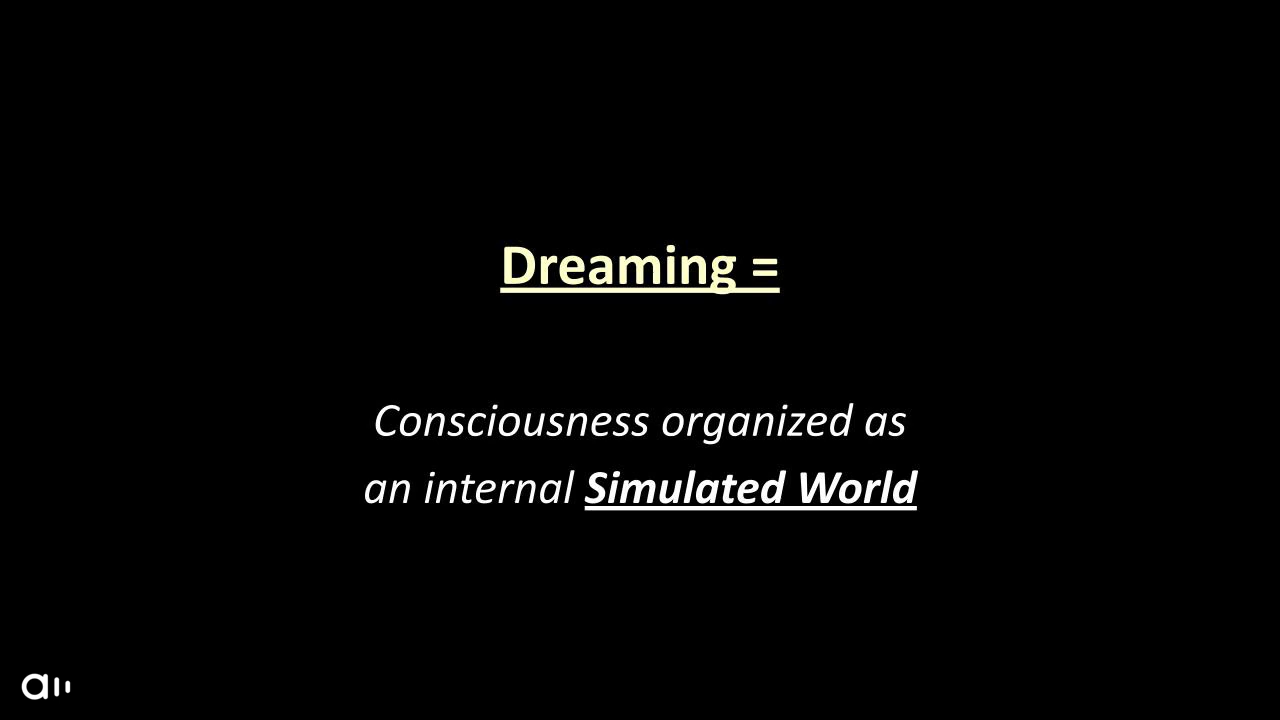 Dreaming =
Consciousness organized as
an internal Simulated World